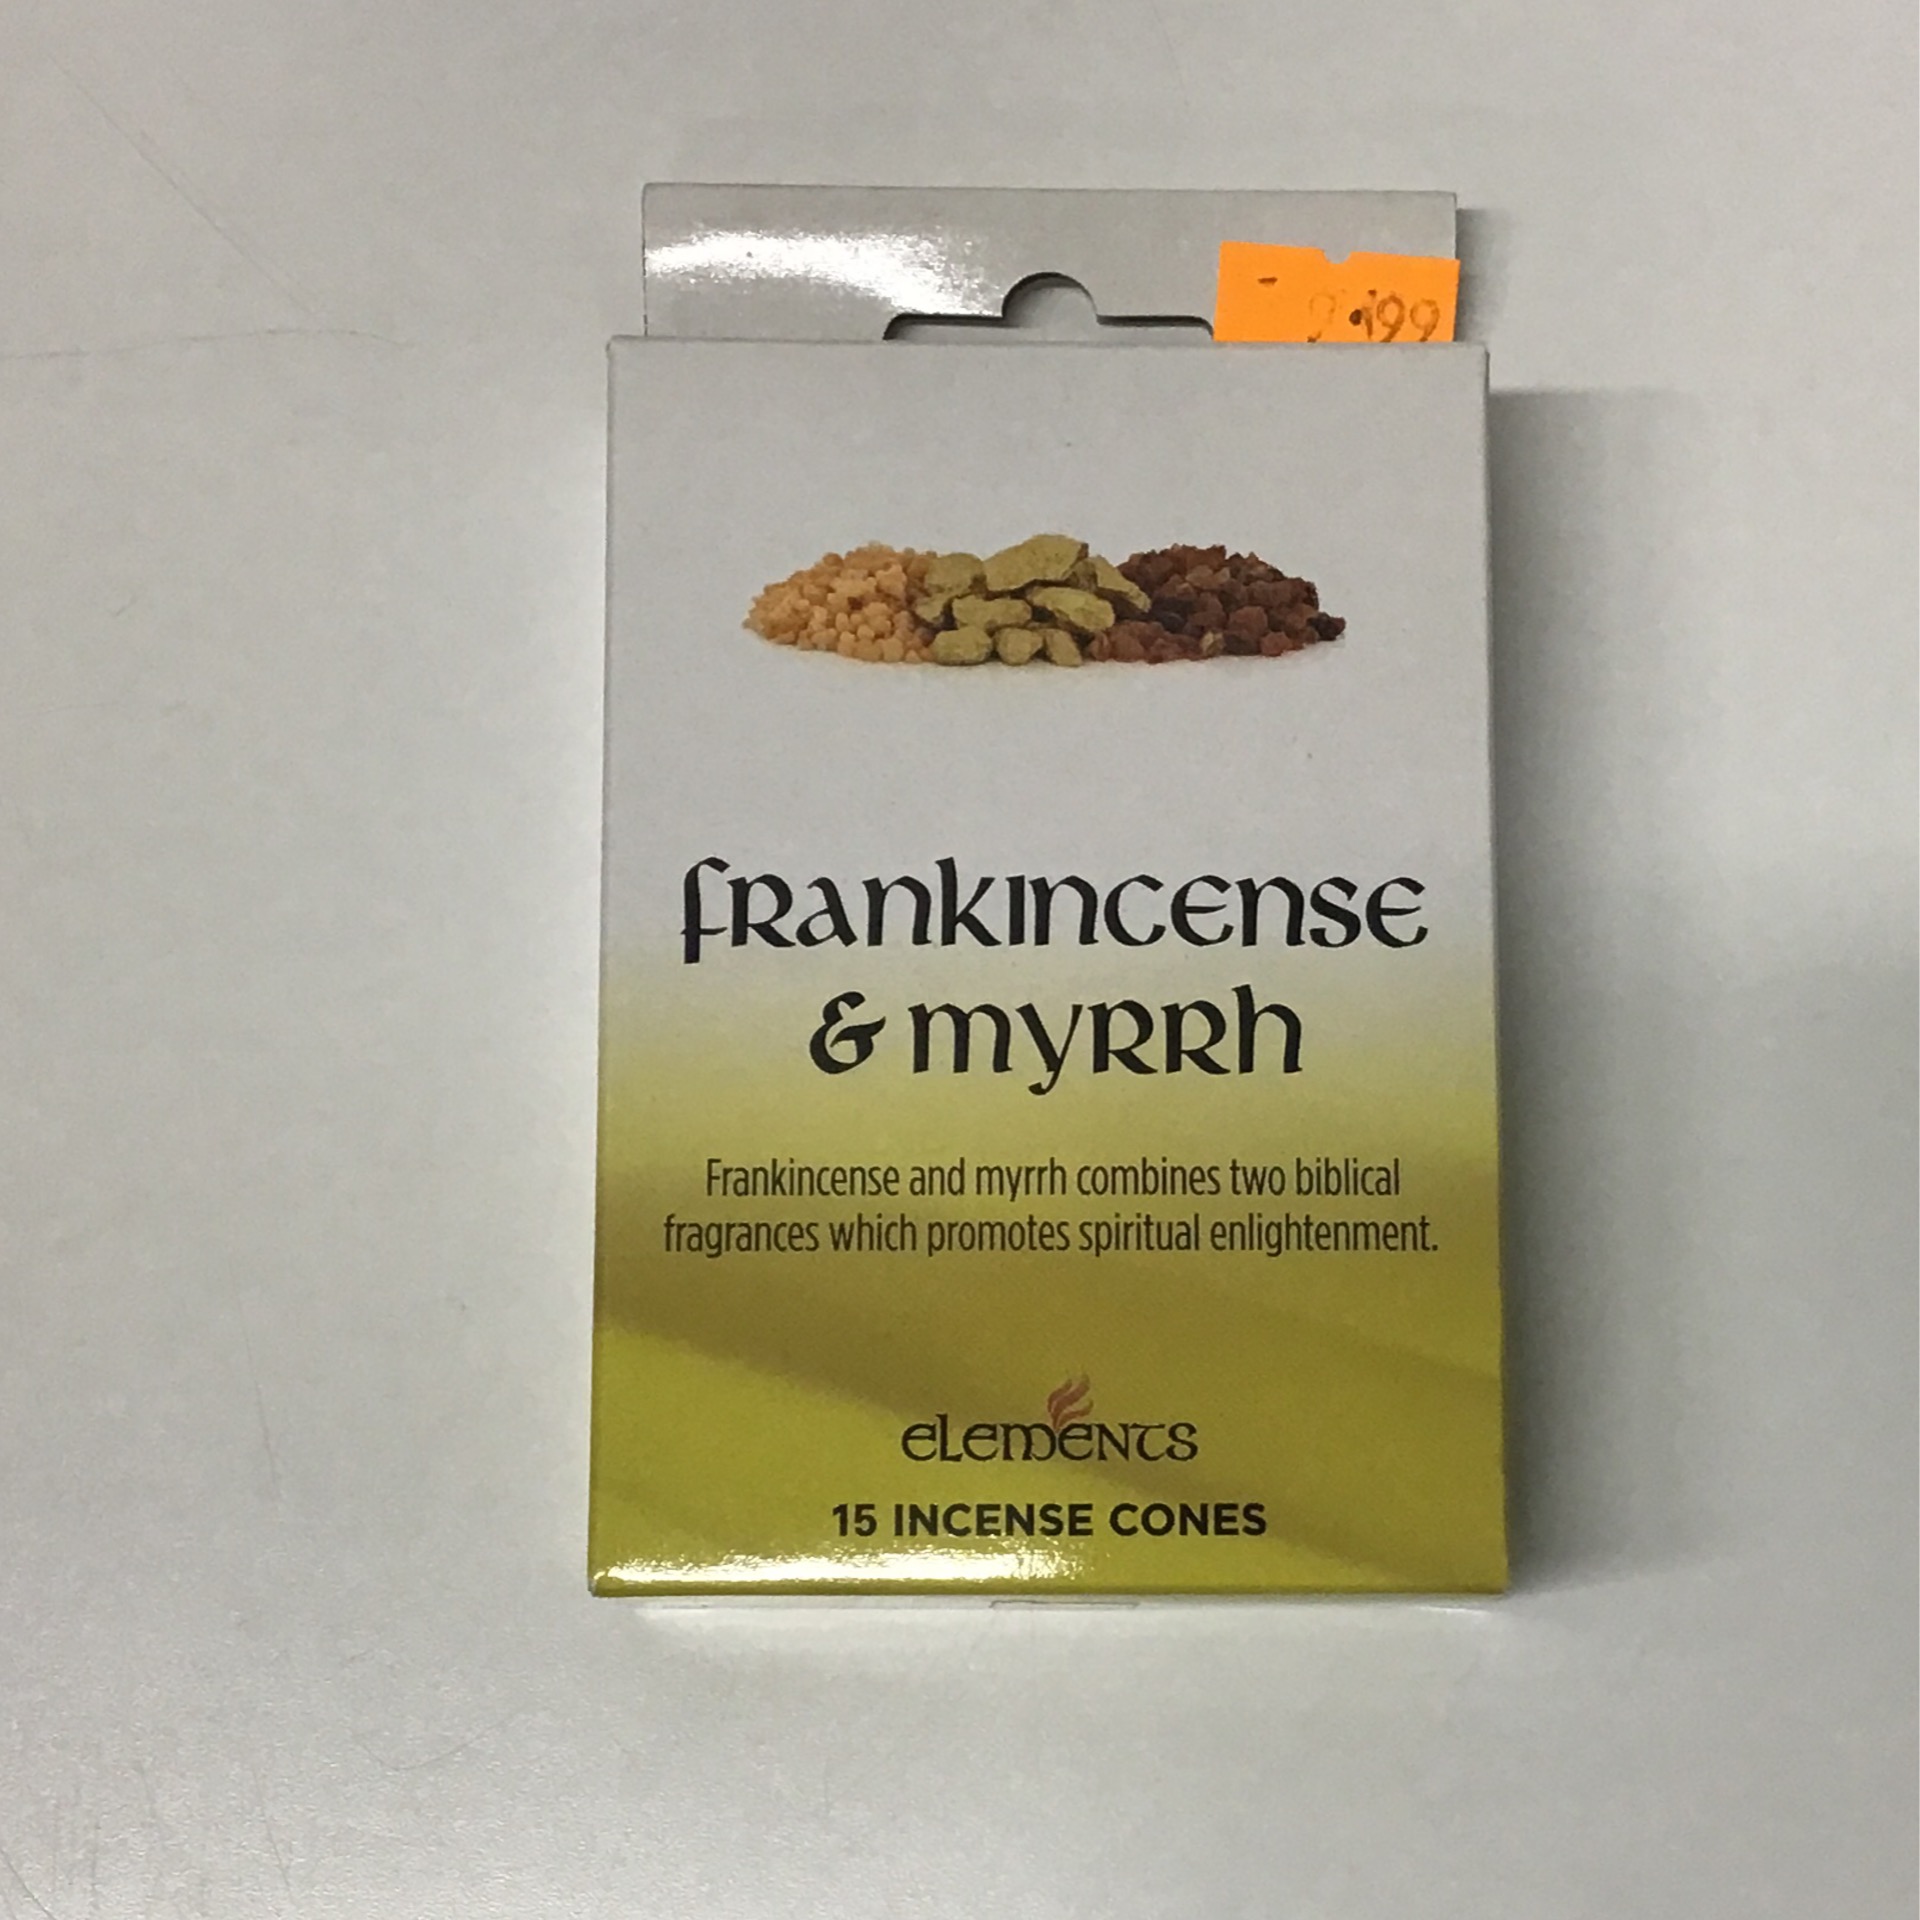 frankincense
& myrrh
Frankincense and myrrh combines two biblical
fragrances which promotes spiritual enlightenment.
elements
15 INCENSE CONES